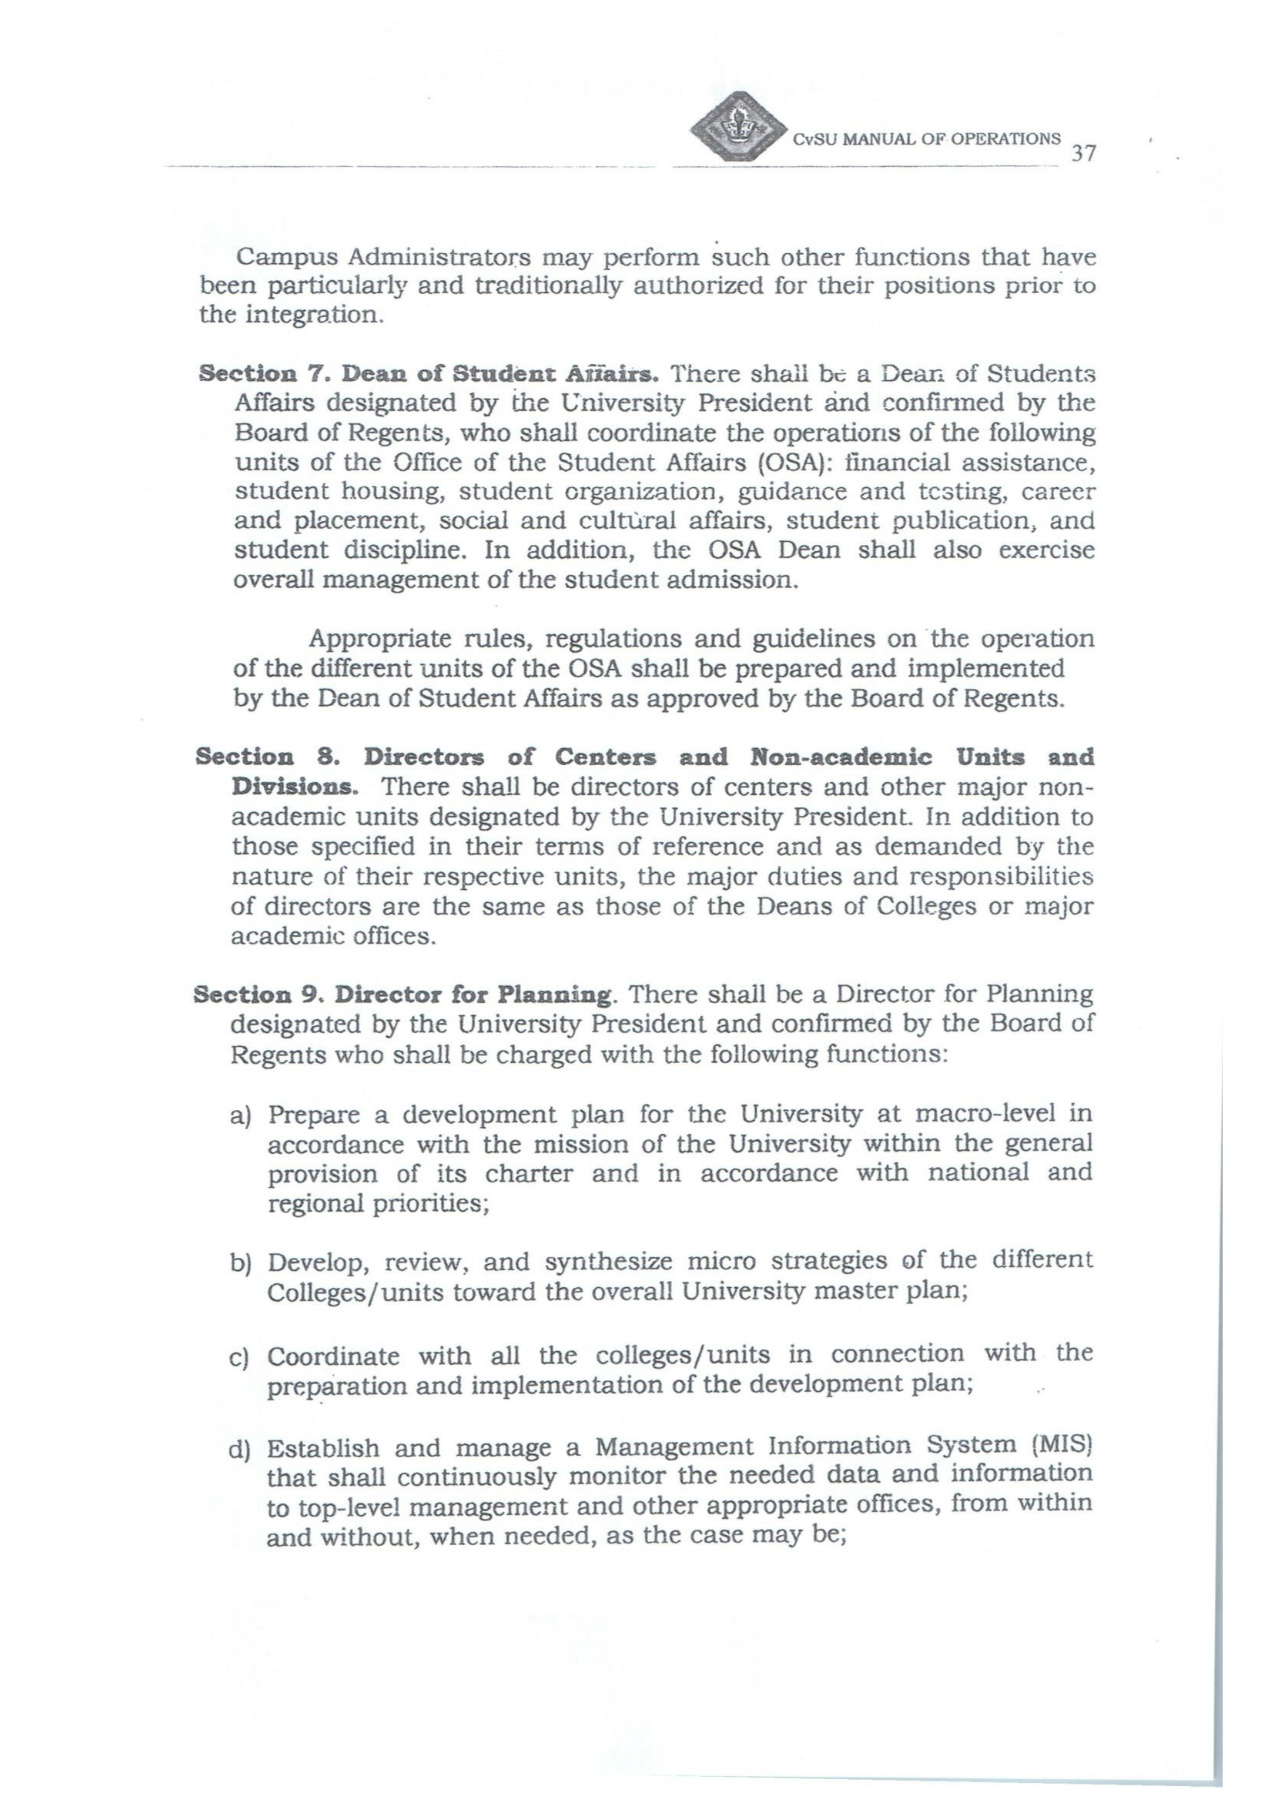 CvSU MANUAL OF OPERATIONS 37
Campus Administrators may perform such other functions that have
been particularly and traditionally authorized for their positions prior to
the integration.
Section 7. Dean of Student Affairs. There shall be a Dean of Students
Affairs designated by the University President and confirmed by the
Board of Regents, who shall coordinate the operations of the following
units of the Office of the Student Affairs (OSA): financial assistance,
student housing, student organization, guidance and testing, career
and placement, social and cultural affairs, student publication, and
student discipline. In addition, the OSA Dean shall also exercise
overall management of the student admission.
Appropriate rules, regulations and guidelines on the operation
of the different units of the OSA shall be prepared and implemented
by the Dean of Student Affairs as approved by the Board of Regents.
Section 8. Directors of Centers and Non-academic Units and
Divisions. There shall be directors of centers and other major non-
academic units designated by the University President. In addition to
those specified in their terms of reference and as demanded by the
nature of their respective units, the major duties and responsibilities
of directors are the same as those of the Deans of Colleges or major
academic offices.
Section 9. Director for Planning. There shall be a Director for Planning
designated by the University President and confirmed by the Board of
Regents who shall be charged with the following functions:
a) Prepare a development plan for the University at macro-level in
accordance with the mission of the University within the general
provision of its charter and in accordance with national and
regional priorities;
b) Develop, review, and synthesize micro strategies of the different
Colleges/units toward the overall University master plan;
c) Coordinate with all the colleges/units in connection with the
preparation and implementation of the development plan;
d) Establish and manage a Management Information System (MIS)
that shall continuously monitor the needed data and information
to top-level management and other appropriate offices, from within
and without, when needed, as the case may be;